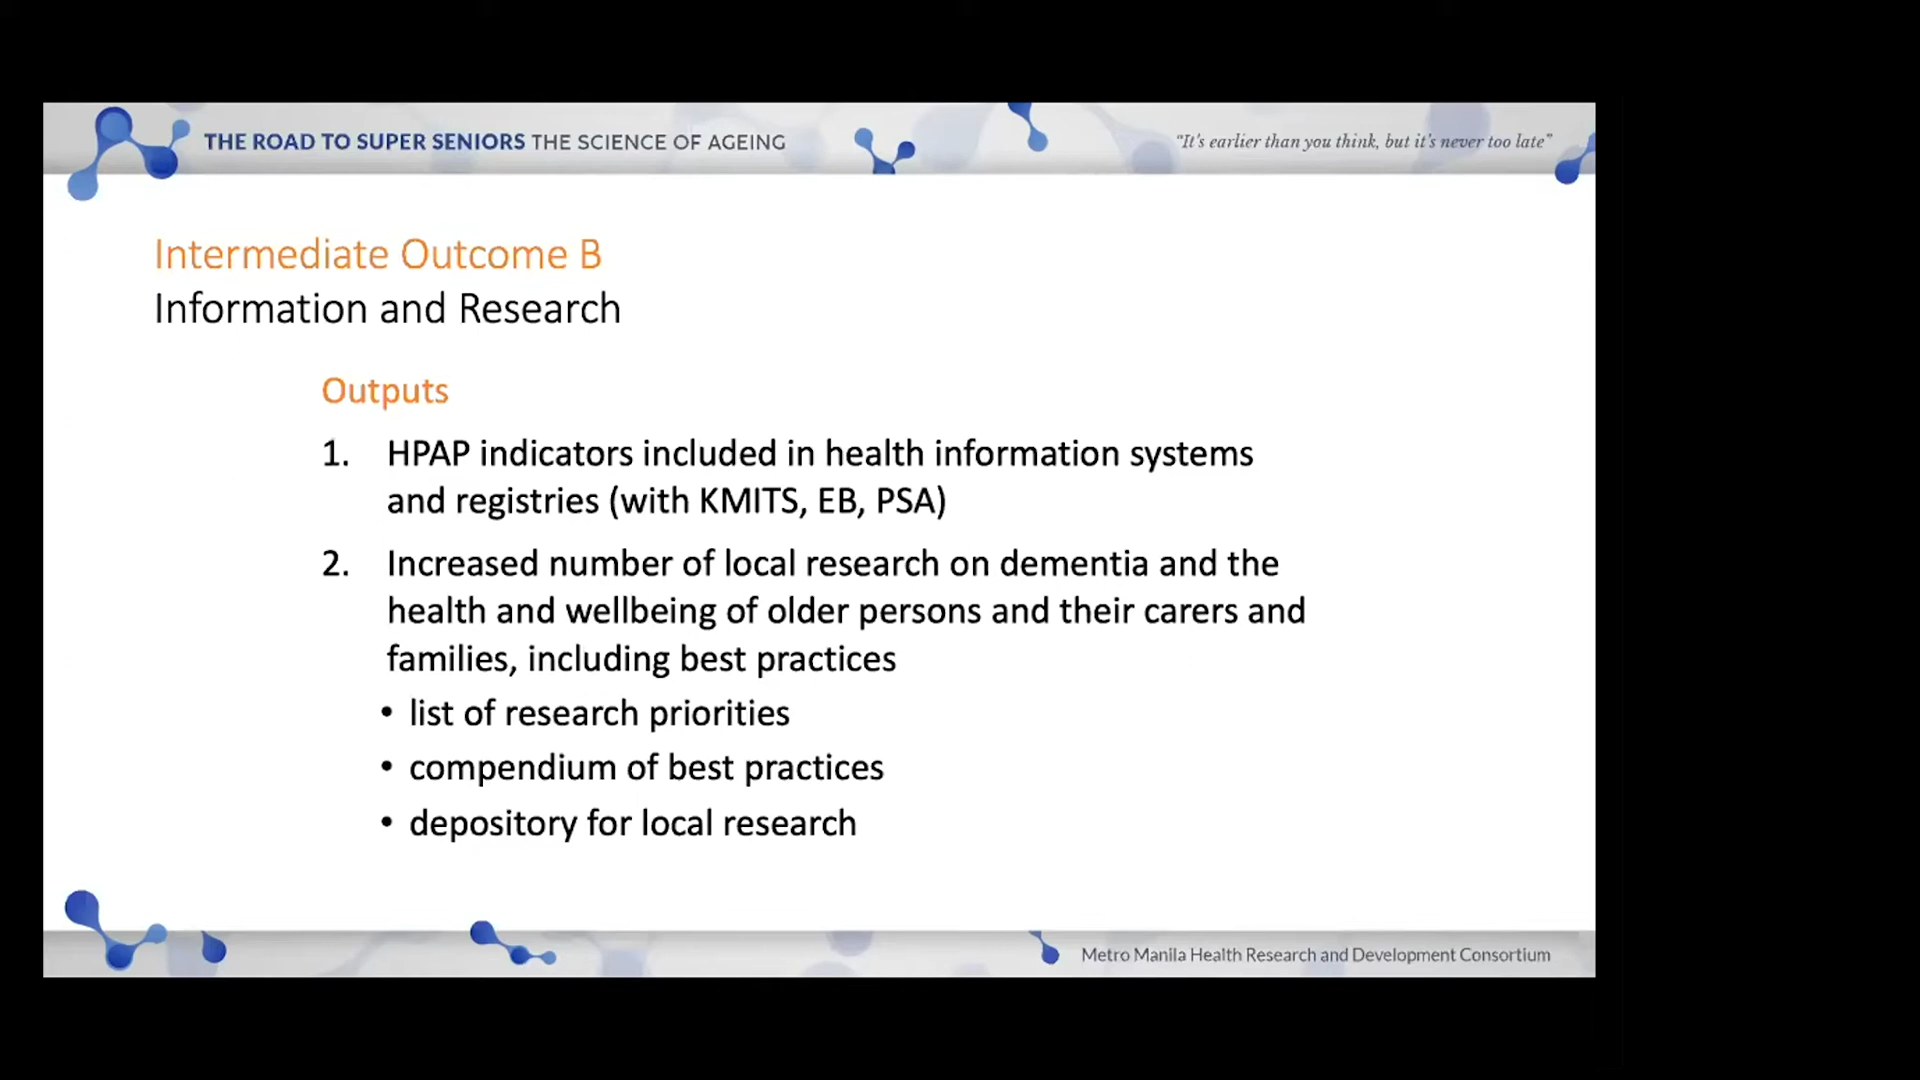 THE ROAD TO SUPER SENIORS THE SCIENCE OF AGEING
“It's earlier than you think, but it's never too late”
Intermediate Outcome B
Information and Research
Outputs
1. HPAP indicators included in health information systems
and registries (with KMITS, EB, PSA)
2. Increased number of local research on dementia and the
health and wellbeing of older persons and their carers and
families, including best practices
• list of research priorities
• compendium of best practices
• depository for local research
Metro Manila Health Research and Development Consortium